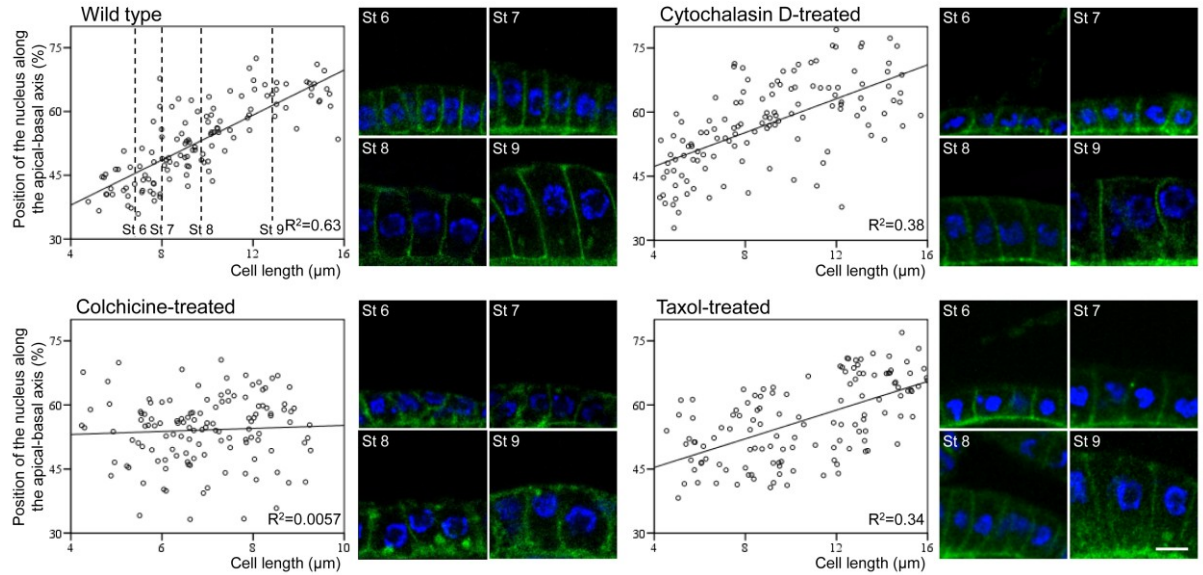 Wild type
Position of the nucleus along
the apical-basal axis (%)
75
60
45
30
St 6
St 7
St 8
St 9
R²=0.63
4
8
12
16
Cell length (µm)
St 6
St 7
St 8
St 9
Cytochalasin D-treated
75
60
45
30
R²=0.38
4
8
12
16
Cell length (µm)
St 6
St 7
St 8
St 9
Colchicine-treated
Position of the nucleus along
the apical-basal axis (%)
75
60
45
30
R²=0.0057
4
6
8
10
Cell length (µm)
St 6
St 7
St 8
St 9
Taxol-treated
75
60
45
30
R²=0.34
4
8
12
16
Cell length (µm)
St 6
St 7
St 8
St 9